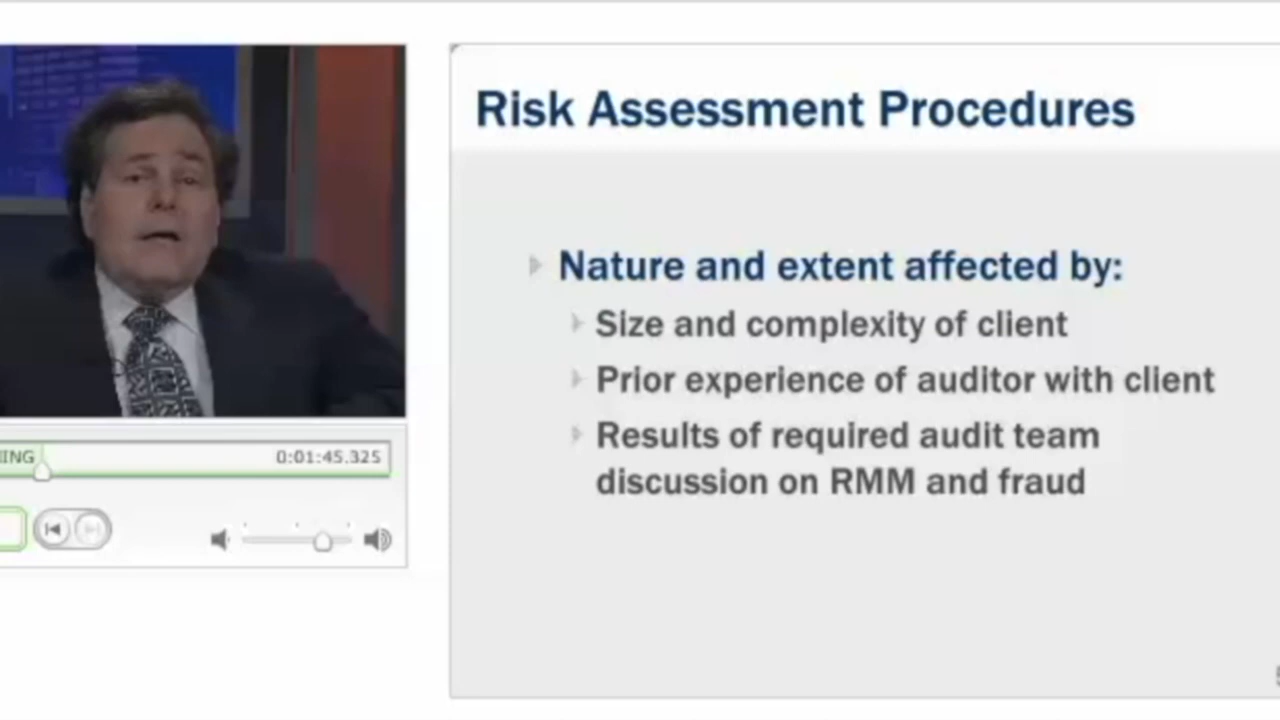 Risk Assessment Procedures
Nature and extent affected by:
Size and complexity of client
Prior experience of auditor with client
Results of required audit team
discussion on RMM and fraud
ING
0:01:45.325